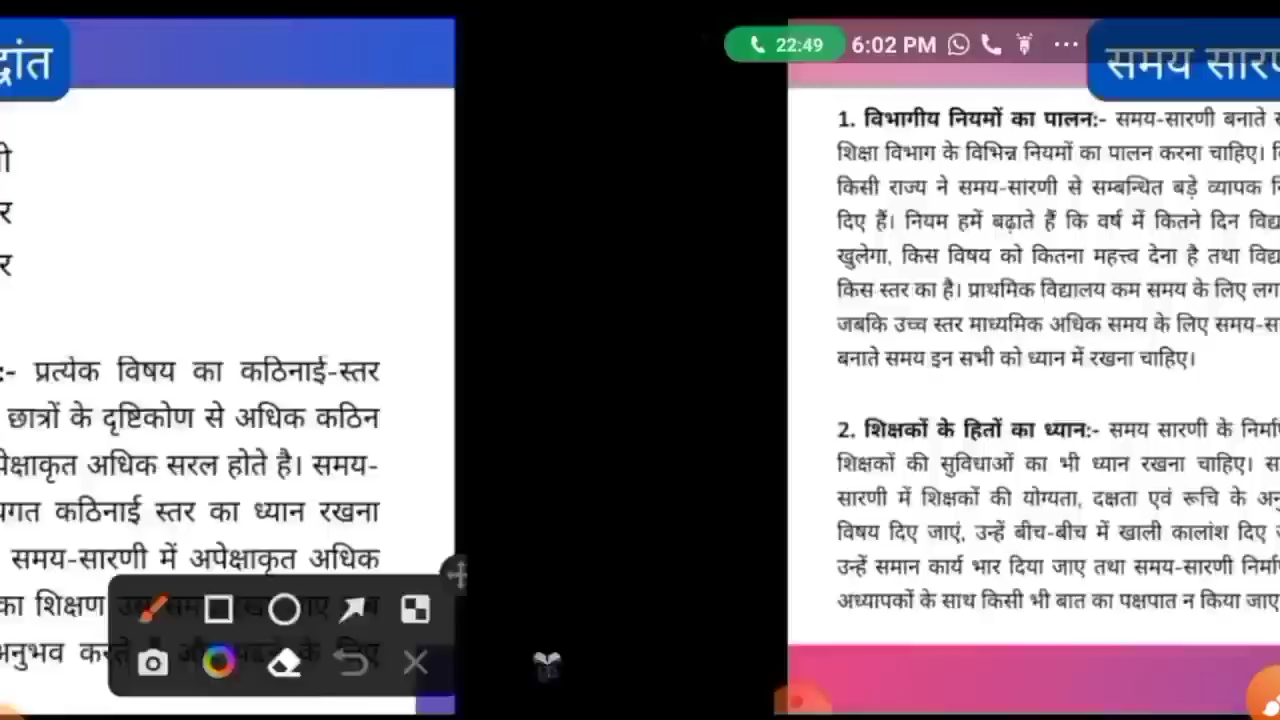 द्धांत
ी
र
र
:- प्रत्येक विषय का कठिनाई-स्तर
छात्रों के दृष्टिकोण से अधिक कठिन
पेक्षाकृत अधिक सरल होते है। समय-
यगत कठिनाई स्तर का ध्यान रखना
समय-सारणी में अपेक्षाकृत अधिक
का शिक्षण
अनुभव करते के लिए
22:49 6:02 PM
समय सारण
1. विभागीय नियमों का पालन:- समय-सारणी बनाते स
शिक्षा विभाग के विभिन्न नियमों का पालन करना चाहिए।
किसी राज्य ने समय-सारणी से सम्बन्धित बड़े व्यापक नि
दिए हैं। नियम हमें बढ़ाते हैं कि वर्ष में कितने दिन विद्य
खुलेगा, किस विषय को कितना महत्त्व देना है तथा विद्य
किस स्तर का है। प्राथमिक विद्यालय कम समय के लिए लग
जबकि उच्च स्तर माध्यमिक अधिक समय के लिए समय-सा
बनाते समय इन सभी को ध्यान में रखना चाहिए।
2. शिक्षकों के हितों का ध्यान:- समय सारणी के निर्मा
शिक्षकों की सुविधाओं का भी ध्यान रखना चाहिए। स
सारणी में शिक्षकों की योग्यता, दक्षता एवं रूचि के अनु
विषय दिए जाएं, उन्हें बीच-बीच में खाली कालांश दिए ज
उन्हें समान कार्य भार दिया जाए तथा समय-सारणी निर्मा
अध्यापकों के साथ किसी भी बात का पक्षपात न किया जाए